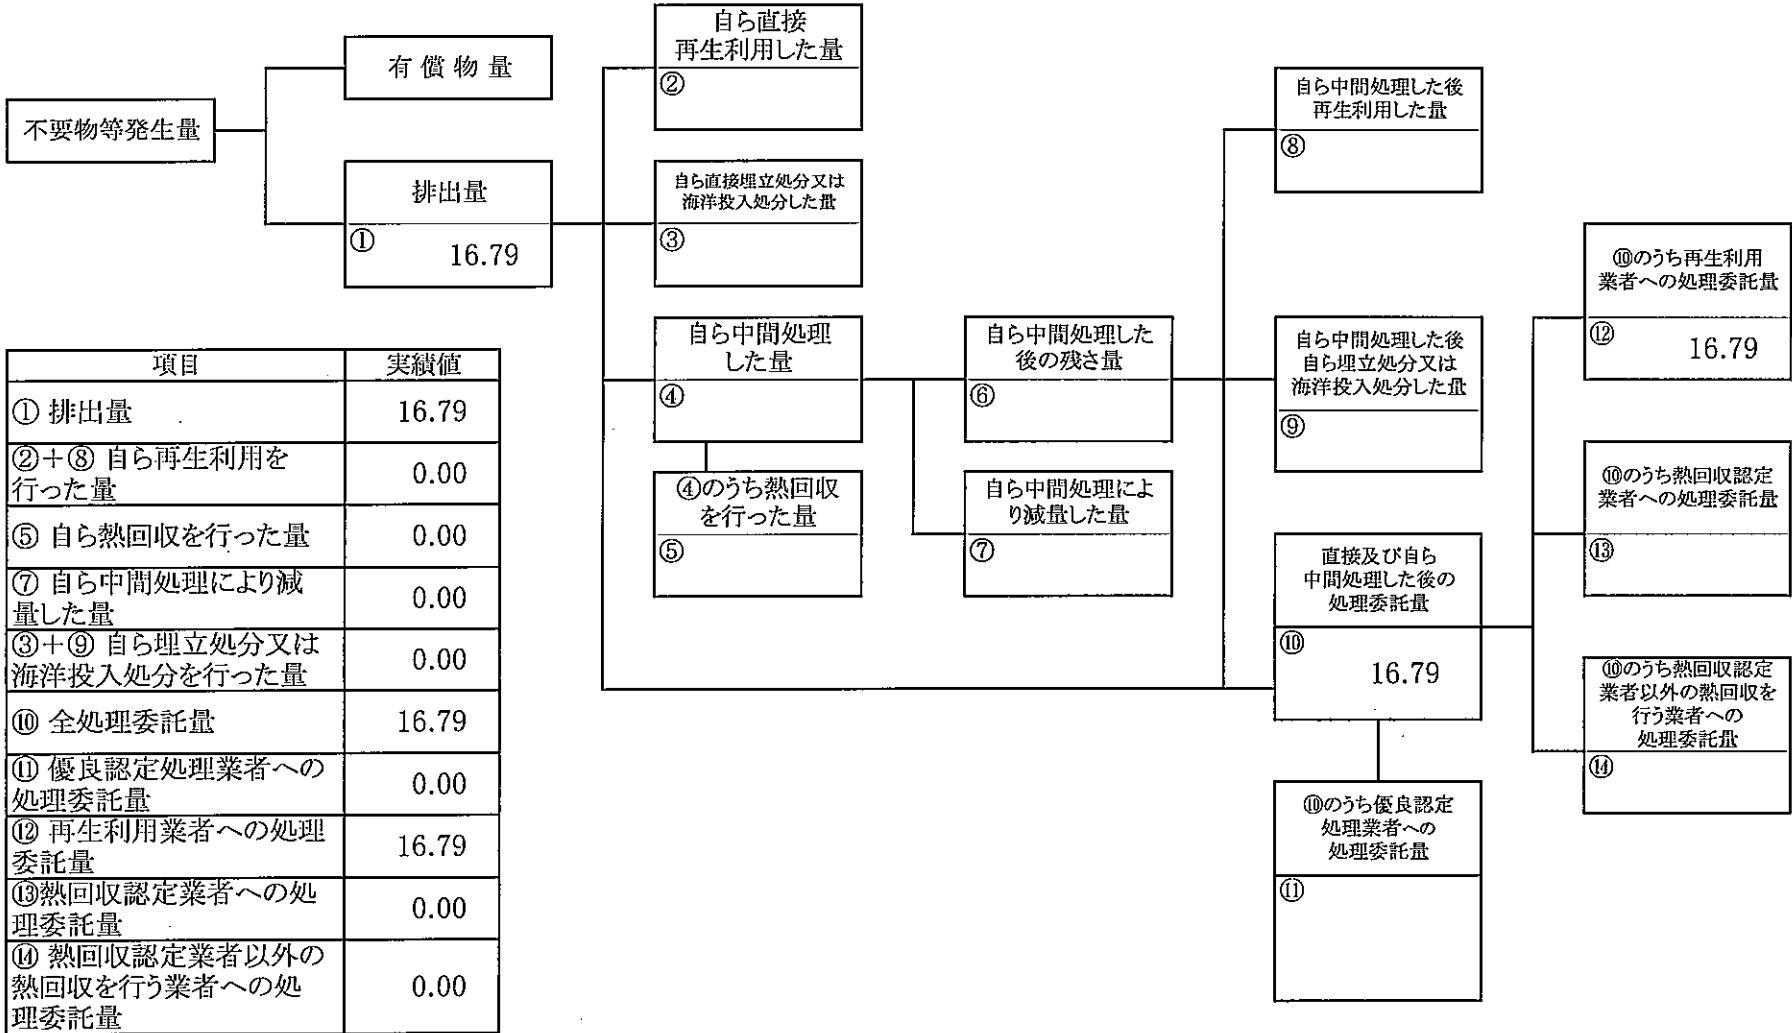 不要物等発生量
有 償 物 量
排出量
①
16.79
自ら直接
再生利用した量
②
自ら直接埋立処分又は
海洋投入処分した量
③
自ら中間処理
した量
④
④のうち熱回収
を行った量
⑤
自ら中間処理した
後の残さ量
⑥
自ら中間処理によ
り減量した量
⑦
自ら中間処理した後
再生利用した量
⑧
自ら中間処理した後
自ら埋立処分又は
海洋投入処分した量
⑨
直接及び自ら
中間処理した後の
処理委託量
⑩
16.79
⑩のうち優良認定
処理業者への
処理委託量
⑪
⑩のうち再生利用
業者への処理委託量
⑫
16.79
⑩のうち熱回収認定
業者への処理委託量
⑬
⑩のうち熱回収認定
業者以外の熱回収を
行う業者への
処理委託量
⑭
項目 実績値
① 排出量 16.79
②＋⑧ 自ら再生利用を
行った量 0.00
⑤ 自ら熱回収を行った量 0.00
⑦ 自ら中間処理により減
量した量 0.00
③＋⑨ 自ら埋立処分又は
海洋投入処分を行った量 0.00
⑩ 全処理委託量 16.79
⑪ 優良認定処理業者への
処理委託量 0.00
⑫ 再生利用業者への処理
委託量 16.79
⑬熱回収認定業者への処
理委託量 0.00
⑭ 熱回収認定業者以外の
熱回収を行う業者への処
理委託量 0.00